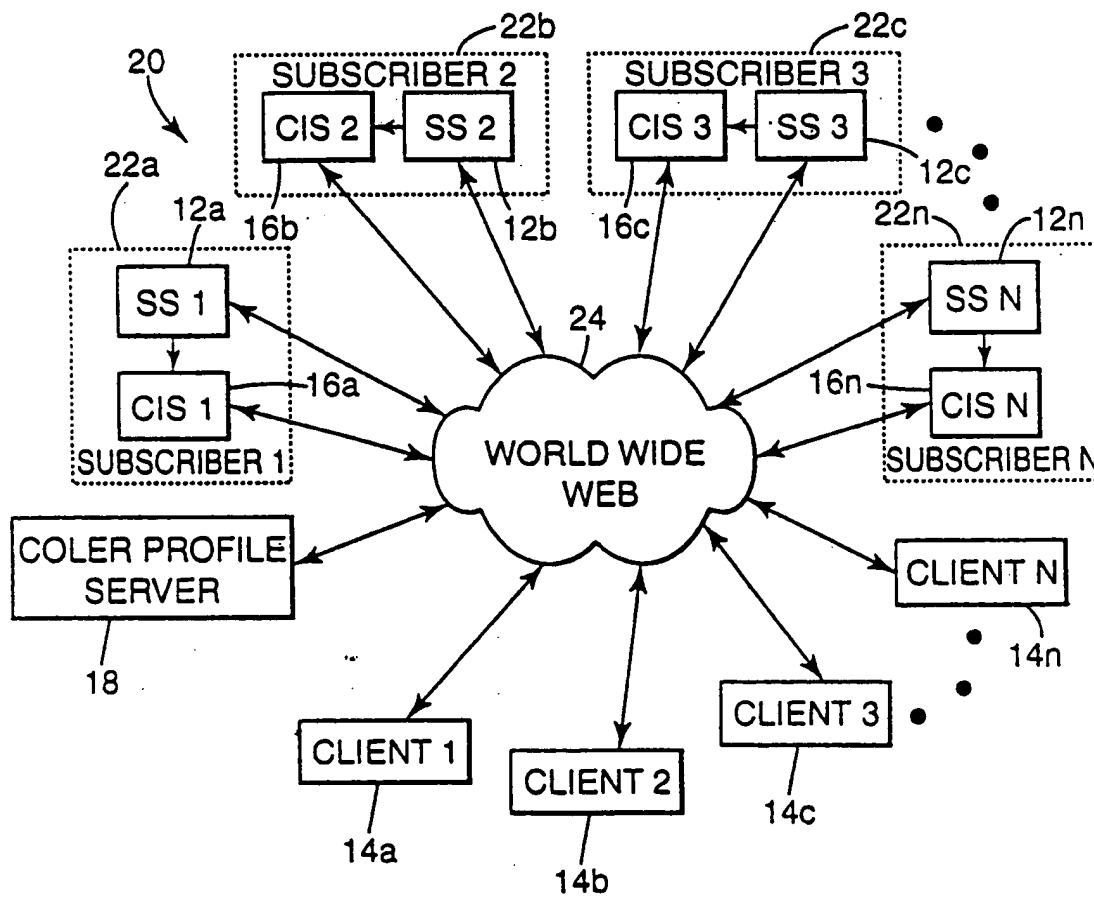 22b
22c
20
SUBSCRIBER 2
SUBSCRIBER 3
CIS 2
SS 2
CIS 3
SS 3
22a
12a
16b
12b
16c
12c
22n
12n
SS 1
SS N
24
16a
16n
CIS 1
CIS N
SUBSCRIBER 1
SUBSCRIBER N
WORLD WIDE
WEB
COLER PROFILE
SERVER
CLIENT N
18
14n
CLIENT 3
CLIENT 1
CLIENT 2
14c
14a
14b